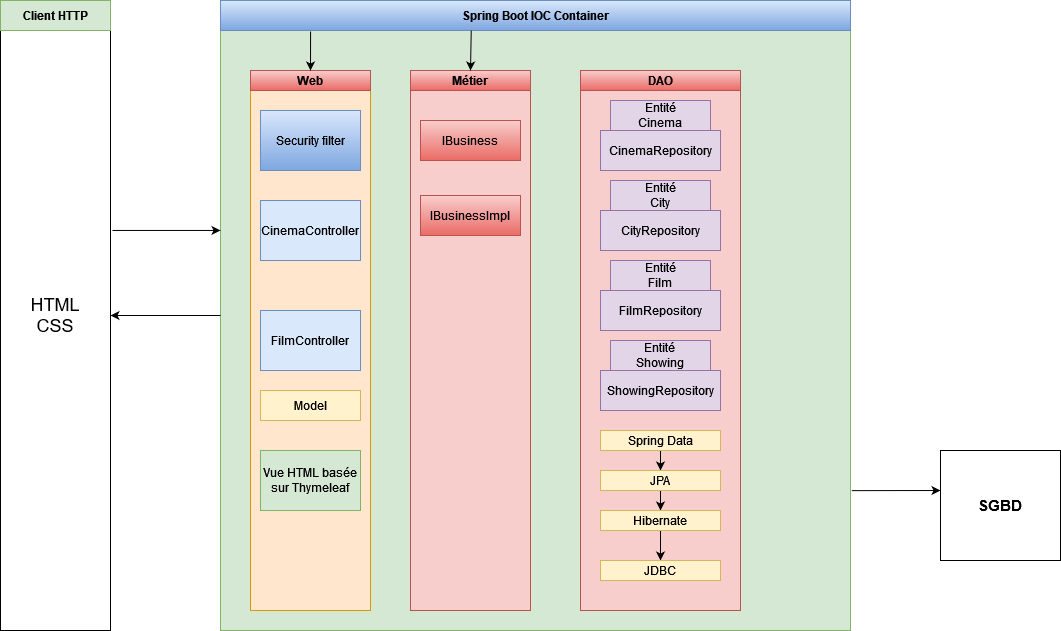 Client HTTP
Spring Boot IOC Container
HTML
CSS
Web
Security filter
CinemaController
FilmController
Model
Vue HTML basée
sur Thymeleaf
Métier
IBusiness
IBusinessImpl
DAO
Entité
Cinema
CinemaRepository
Entité
City
CityRepository
Entité
Film
FilmRepository
Entité
Showing
ShowingRepository
Spring Data
JPA
Hibernate
JDBC
SGBD